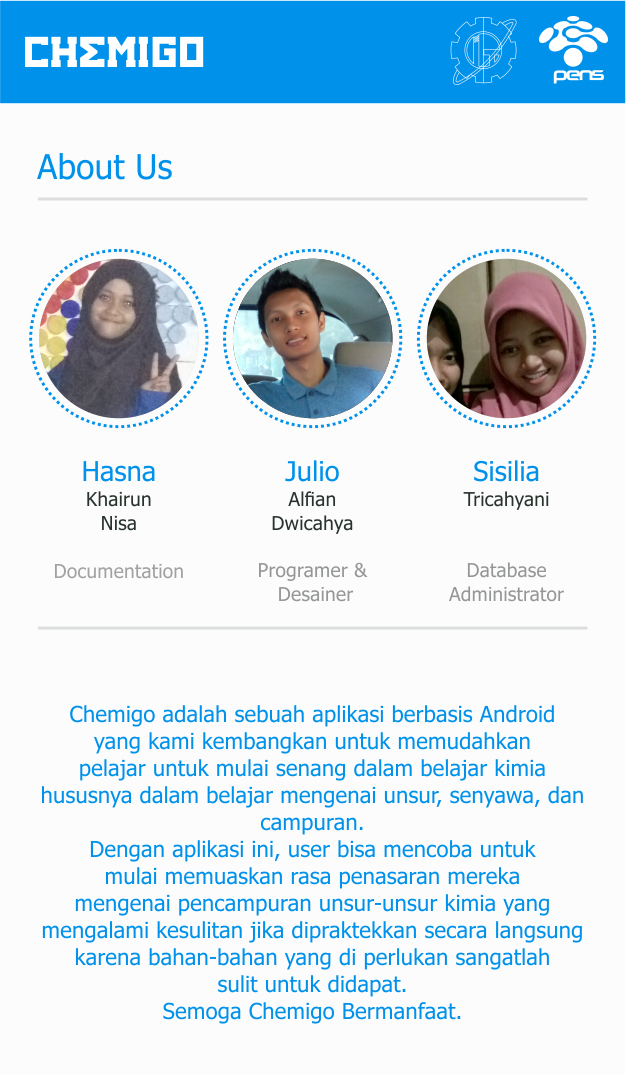 CHEMIGO
pens
About Us
Hasna
Khairun
Nisa
Documentation
Julio
Alfian
Dwicahya
Programer &
Desainer
Sisilia
Tricahyani
Database
Administrator
Chemigo adalah sebuah aplikasi berbasis Android
yang kami kembangkan untuk memudahkan
pelajar untuk mulai senang dalam belajar kimia
hususnya dalam belajar mengenai unsur, senyawa, dan
campuran.
Dengan aplikasi ini, user bisa mencoba untuk
mulai memuaskan rasa penasaran mereka
mengenai pencampuran unsur-unsur kimia yang
mengalami kesulitan jika dipraktekkan secara langsung
karena bahan-bahan yang di perlukan sangatlah
sulit untuk didapat.
Semoga Chemigo Bermanfaat.